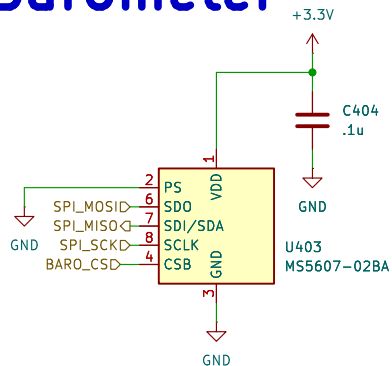 Barometer
+3.3V
C404
.1u
GND
1
VDD
2 PS
SPI_MOSI 6 SDO
SPI_MISO 7 SDI/SDA
SPI_SCK 8 SCLK
BARO_CS 4 CSB
GND
GND
3
U403
MS5607-02BA
GND